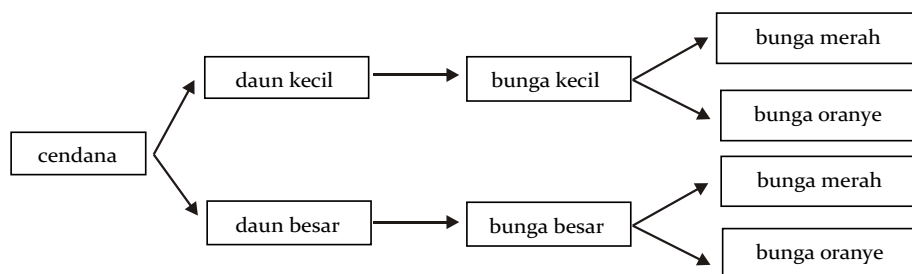 bunga merah
daun kecil
bunga kecil
bunga oranye
cendana
bunga merah
daun besar
bunga besar
bunga oranye